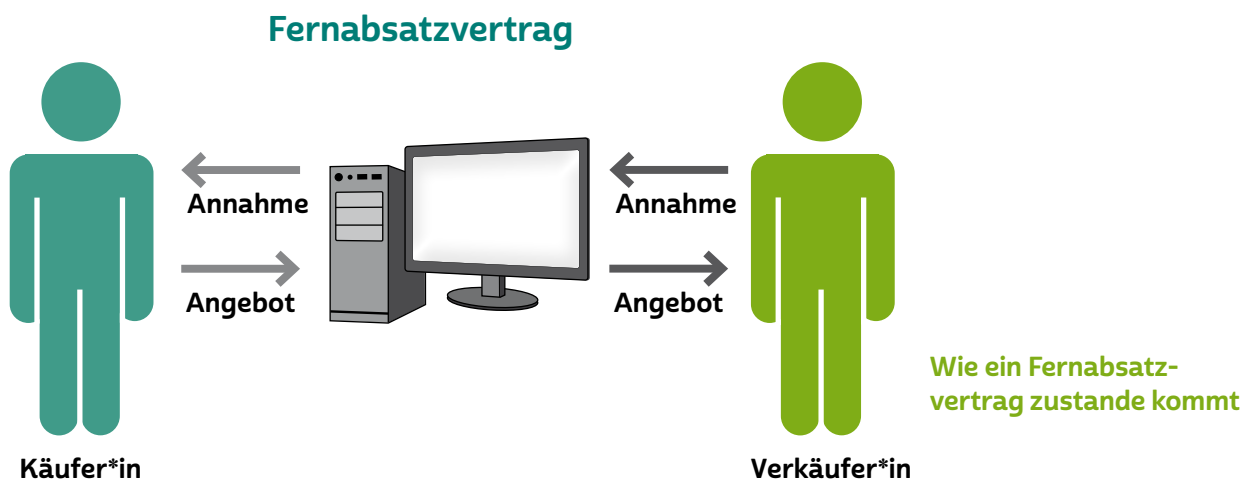 Fernabsatzvertrag
Annahme
Annahme
Angebot
Angebot
Wie ein Fernabsatz-
vertrag zustande kommt
Käufer*in
Verkäufer*in